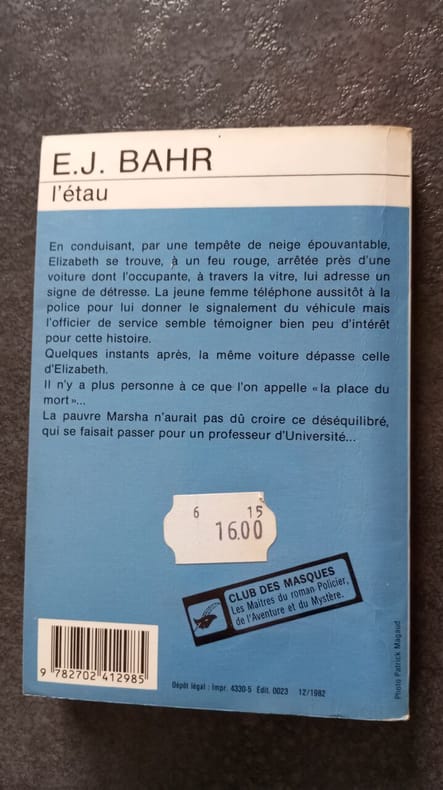 E.J. BAHR
l'étau
En conduisant, par une tempête de neige épouvantable,
Elizabeth se trouve, à un feu rouge, arrêtée près d'une
voiture dont l'occupante, à travers la vitre, lui adresse un
signe de détresse. La jeune femme téléphone aussitôt à la
police pour lui donner le signalement du véhicule mais
l'officier de service semble témoigner bien peu d'intérêt
pour cette histoire.
Quelques instants après, la même voiture dépasse celle
d'Elizabeth.
Il n'y a plus personne à ce que l'on appelle « la place du
mort »...
La pauvre Marsha n'aurait pas dû croire ce déséquilibré,
qui se faisait passer pour un professeur d'Université...
6 15
16.00
CLUB DES MASQUES
Les Maîtres du roman Policier,
de l'Aventure et du Mystère.
9 782702 412985
Dépôt légal : Impr. 4330-5 Edit. 0023 12/1982
Photo Patrick Magaud